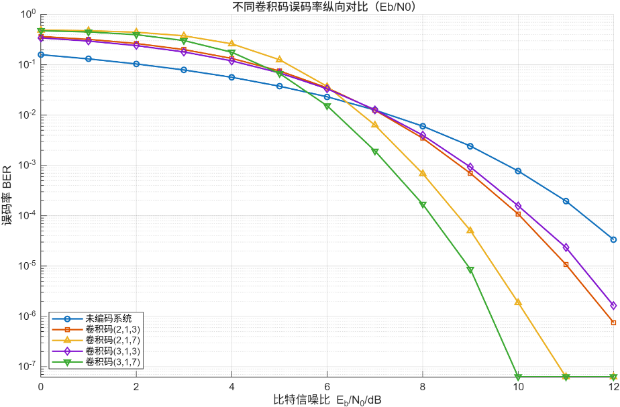 不同卷积码误码率纵向对比（Eb/N0）
10⁰
10⁻¹
10⁻²
10⁻³
10⁻⁴
10⁻⁵
10⁻⁶
10⁻⁷
误码率 BER
未编码系统
卷积码(2,1,3)
卷积码(2,1,7)
卷积码(3,1,3)
卷积码(3,1,7)
0 2 4 6 8 10 12
比特信噪比 E_b/N_0/dB